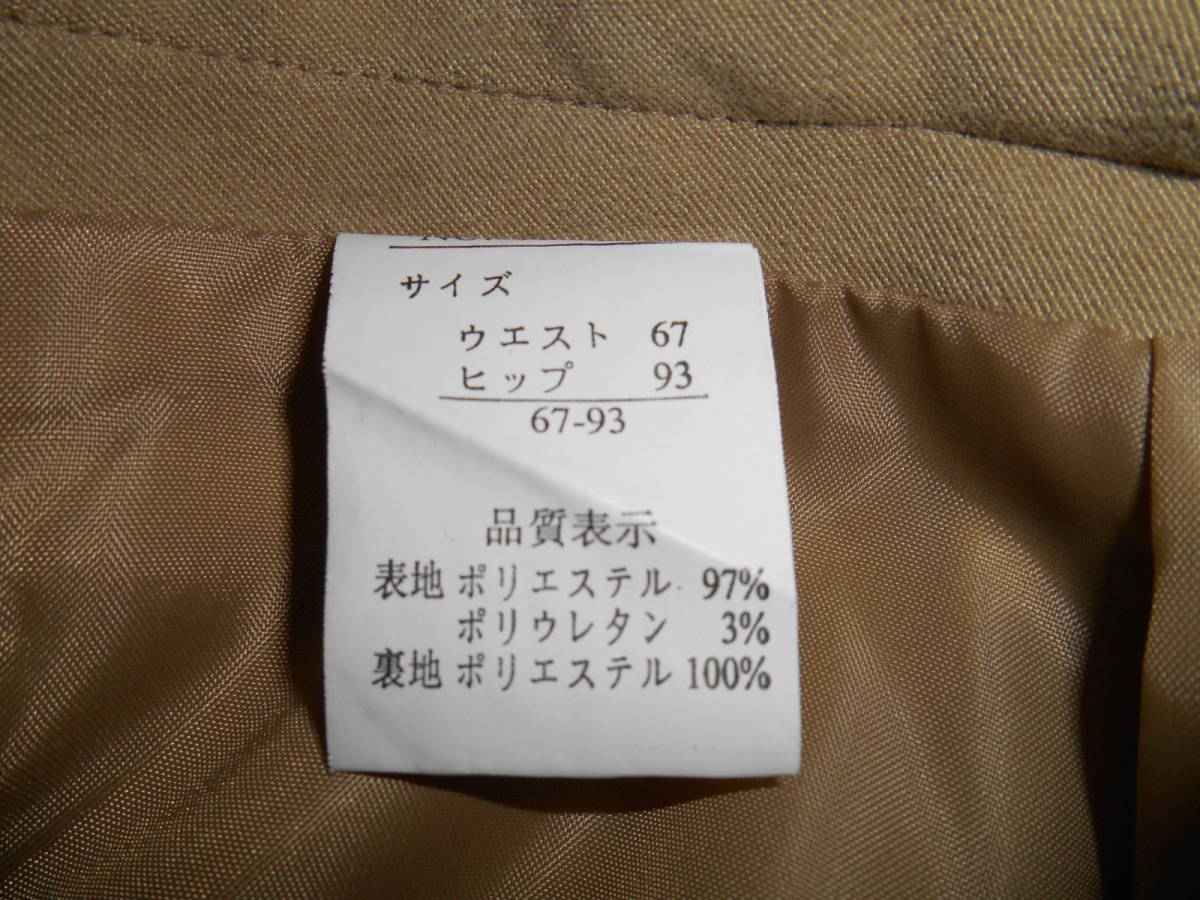 サイズ
ウエスト 67
ヒップ 93
67-93
品質表示
表地 ポリエステル 97%
ポリウレタン 3%
裏地 ポリエステル 100%